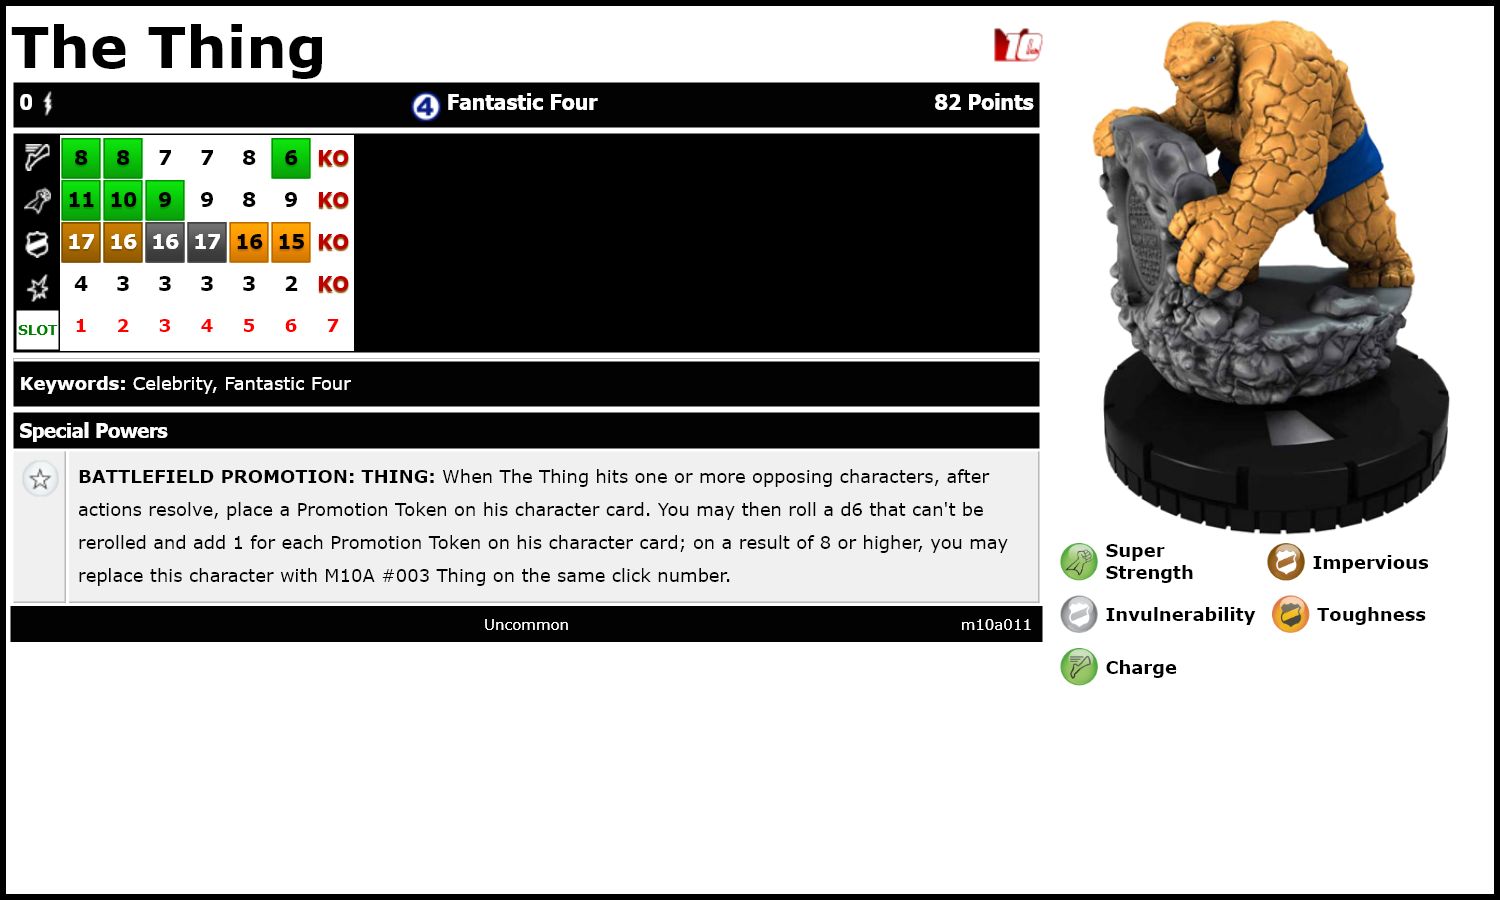 The Thing
10
0 4 Fantastic Four 82 Points
8 8 7 7 8 6 KO
11 10 9 9 8 9 KO
17 16 16 17 16 15 KO
4 3 3 3 3 2 KO
SLOT 1 2 3 4 5 6 7
Keywords: Celebrity, Fantastic Four
Special Powers
BATTLEFIELD PROMOTION: THING: When The Thing hits one or more opposing characters, after
actions resolve, place a Promotion Token on his character card. You may then roll a d6 that can't be
rerolled and add 1 for each Promotion Token on his character card; on a result of 8 or higher, you may
replace this character with M10A #003 Thing on the same click number.
Uncommon m10a011
Super
Strength
Impervious
Invulnerability
Toughness
Charge